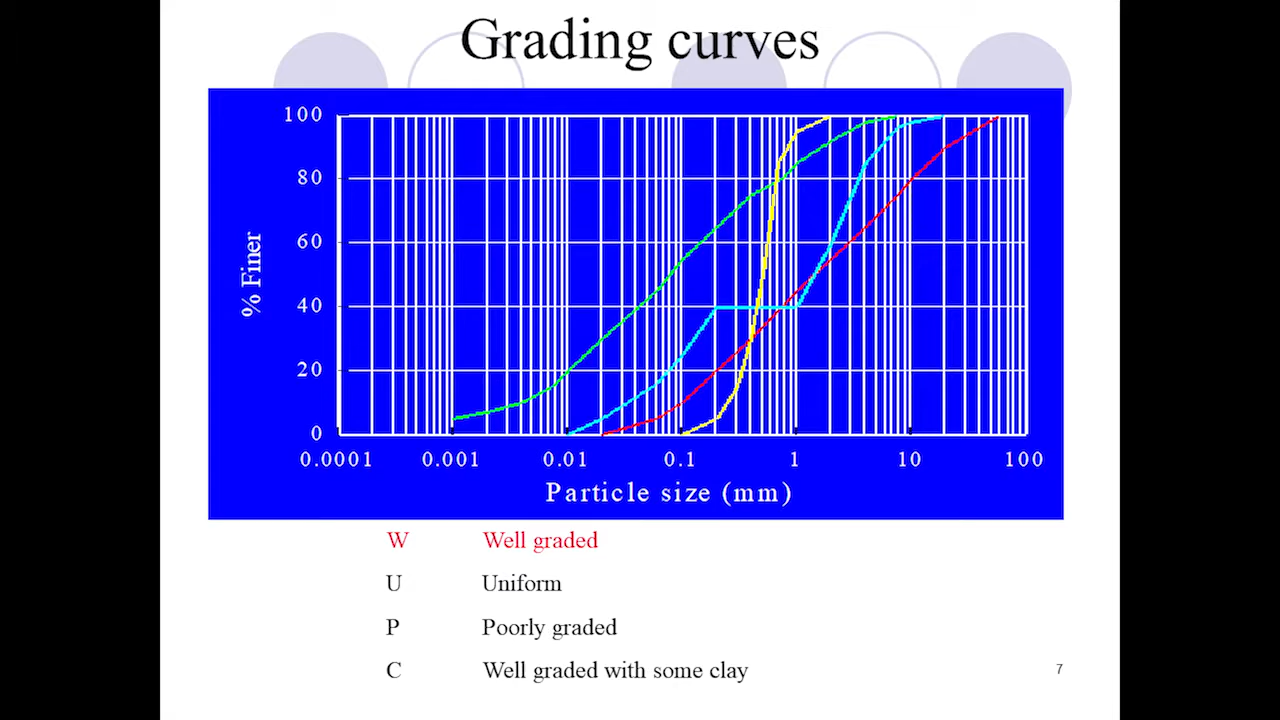 Grading curves
100
80
60
40
20
0
% Finer
0.0001 0.001 0.01 0.1 1 10 100
Particle size (mm)
W Well graded
U Uniform
P Poorly graded
C Well graded with some clay
7